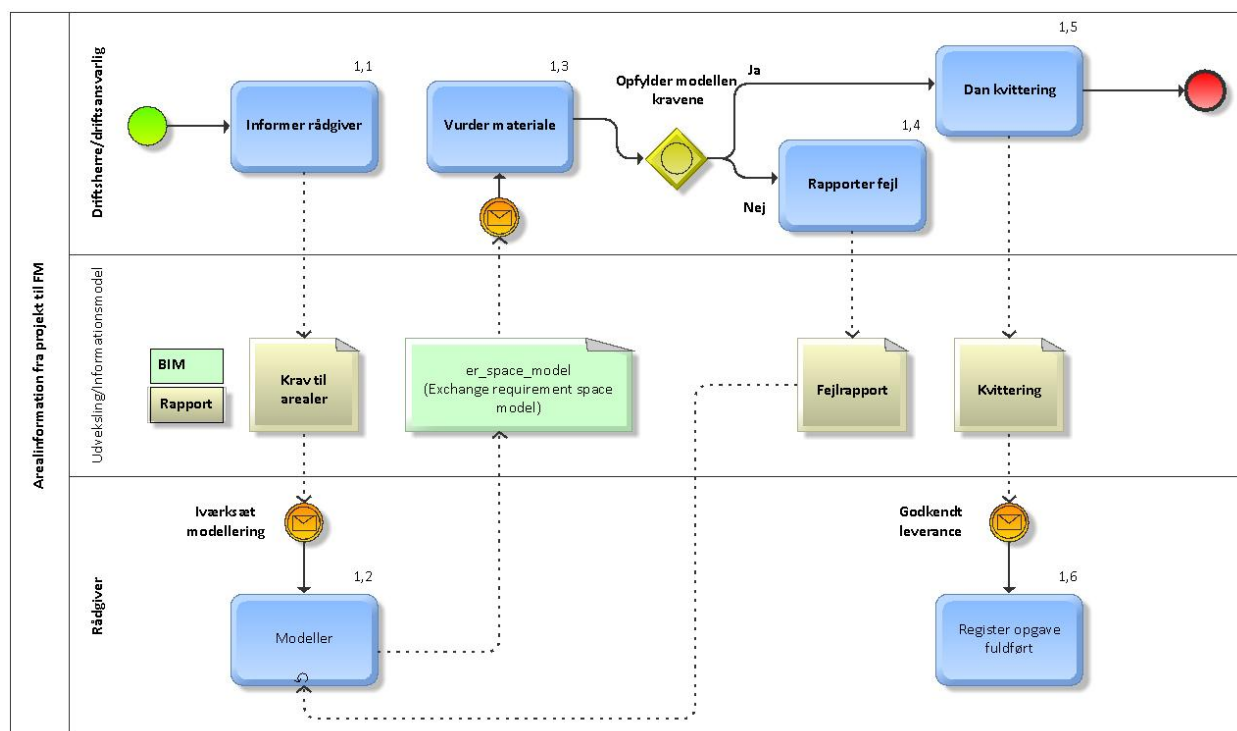 Arealinformation fra projekt til FM
Driftsherre/driftsansvarlig
1,1
Informer rådgiver
1,3
Vurder materiale
Opfylder modellen
kravene
Ja
Nej
1,4
Rapporter fejl
1,5
Dan kvittering
Udveksling/Informationsmodel
BIM
Rapport
Krav til
arealer
er_space_model
(Exchange requirement space
model)
Fejlrapport
Kvittering
Rådgiver
Iværksæt
modellering
1,2
Modeller
Godkendt
leverance
1,6
Register opgave
fuldført